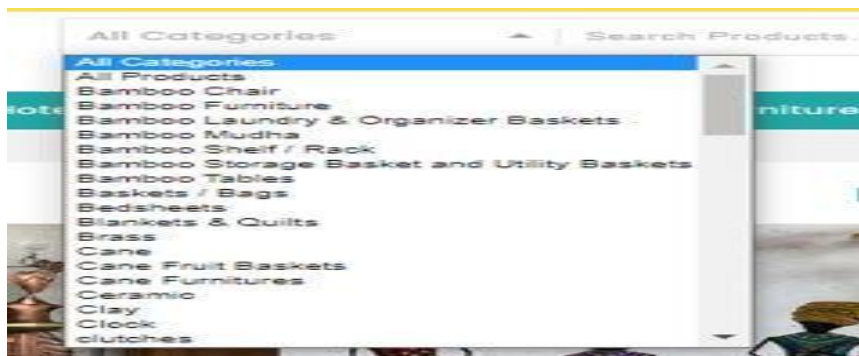 All Categories Search Products.
All Categories
All Products
Bamboo Chair
Bamboo Furniture
Bamboo Laundry & Organizer Baskets
Bamboo Mudha
Bamboo Shelf / Rack
Bamboo Storage Basket and Utility Baskets
Bamboo Tables
Baskets / Bags
Bedsheets
Blankets & Quilts
Brass
Cane
Cane Fruit Baskets
Cane Furnitures
Ceramic
Clay
Clock
clutches